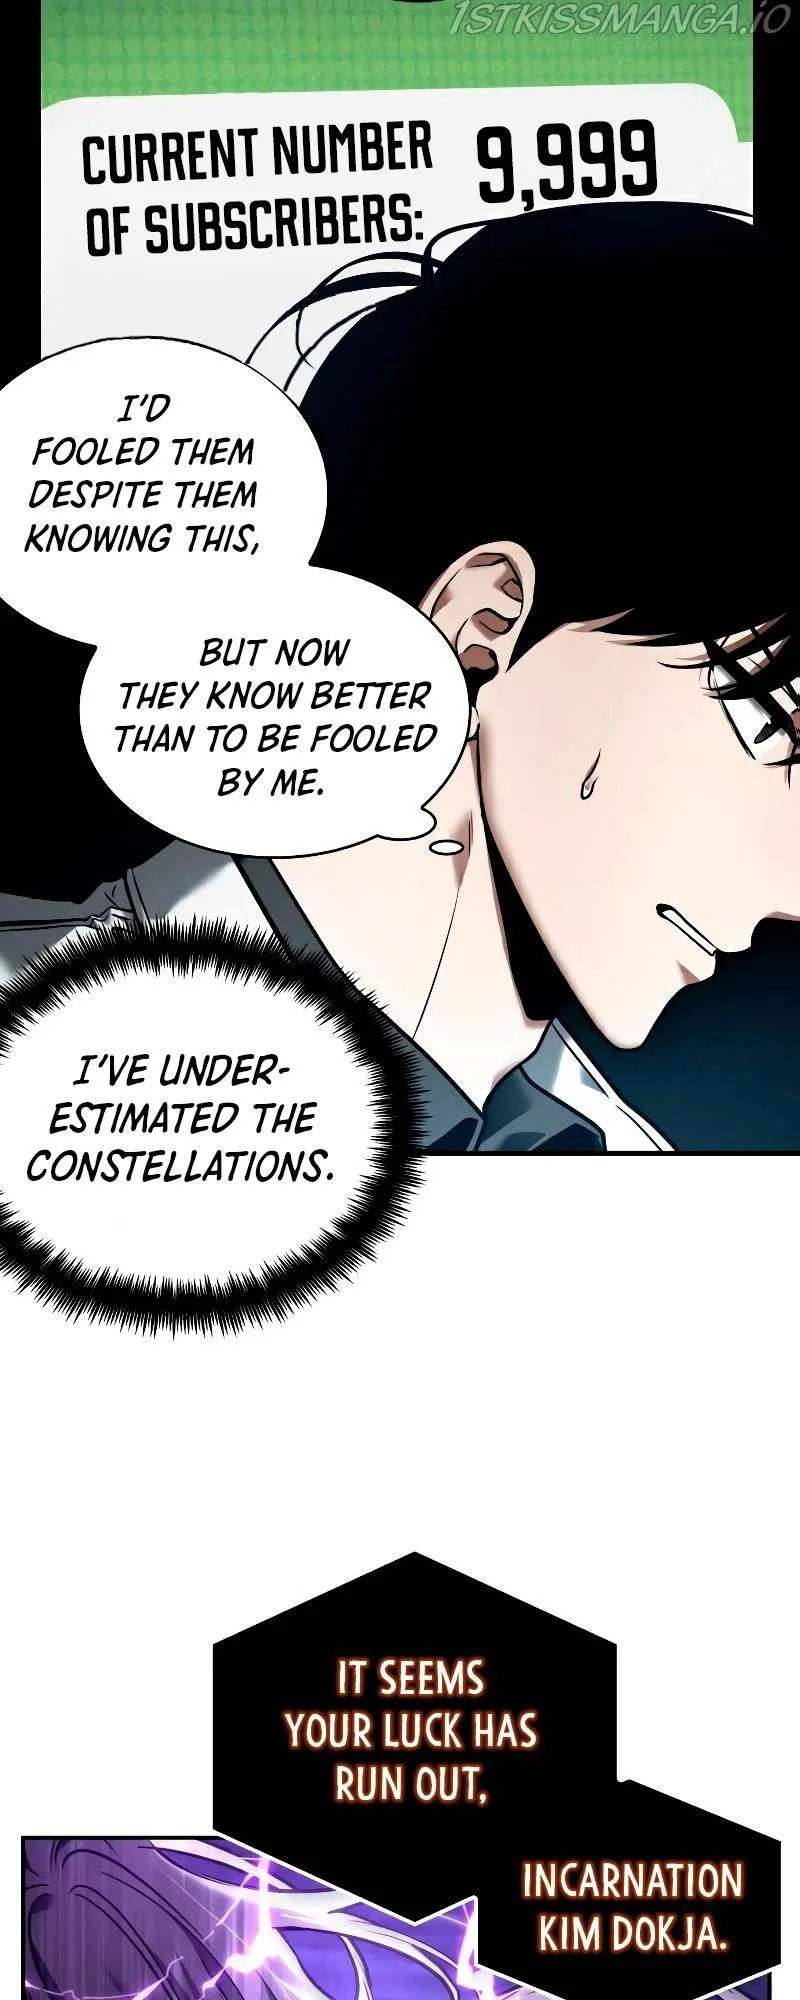 1STKISSMANGA.IO
CURRENT NUMBER
OF SUBSCRIBERS:
9,999
I'D
FOOLED THEM
DESPITE THEM
KNOWING THIS,
BUT NOW
THEY KNOW BETTER
THAN TO BE FOOLED
BY ME.
I'VE UNDER-
ESTIMATED THE
CONSTELLATIONS.
IT SEEMS
YOUR LUCK HAS
RUN OUT,
INCARNATION
KIM DOKJA.